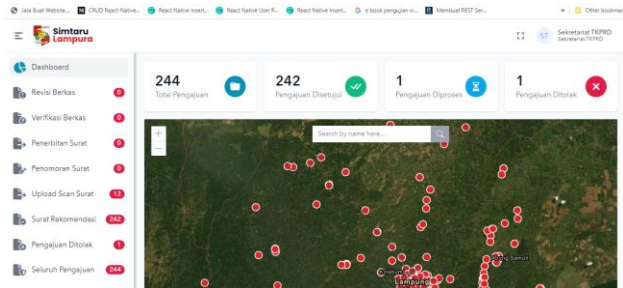 Jasa Buat Website... CRUD React-Native... React Native Insert... React Native User R... React Native Insert... e book pengujian w... Membuat REST Ser... » Other bookmar
Simtaru
Lampura
ST Sekretariat TKPRD
Sekretariat TKPRD
Dashboard
Revisi Berkas 0
Verifikasi Berkas 0
Penerbitan Surat 0
Penomoran Surat 0
Upload Scan Surat 13
Surat Rekomendasi 242
Pengajuan Ditolak 1
Seluruh Pengajuan 244
244
Total Pengajuan
242
Pengajuan Disetujui
1
Pengajuan Diproses
1
Pengajuan Ditolak
+
−
Search by name here...
Lampung